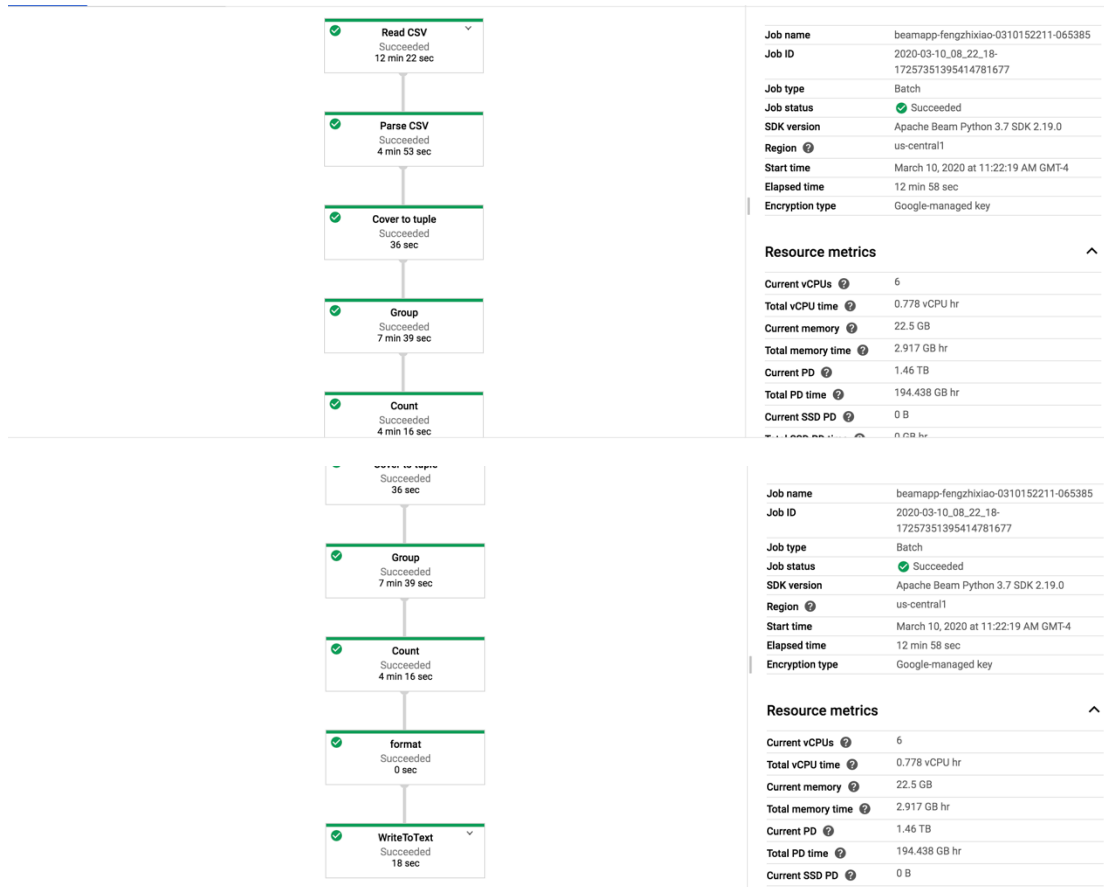 Read CSV
Succeeded
12 min 22 sec
Parse CSV
Succeeded
4 min 53 sec
Cover to tuple
Succeeded
36 sec
Group
Succeeded
7 min 39 sec
Count
Succeeded
4 min 16 sec
Job name beamapp-fengzhixiao-0310152211-065385
Job ID 2020-03-10_08_22_18-
17257351395414781677
Job type Batch
Job status Succeeded
SDK version Apache Beam Python 3.7 SDK 2.19.0
Region us-central1
Start time March 10, 2020 at 11:22:19 AM GMT-4
Elapsed time 12 min 58 sec
Encryption type Google-managed key
Resource metrics
Current vCPUs 6
Total vCPU time 0.778 vCPU hr
Current memory 22.5 GB
Total memory time 2.917 GB hr
Current PD 1.46 TB
Total PD time 194.438 GB hr
Current SSD PD 0 B
Total SSD PD time 0 GB hr
Cover to tuple
Succeeded
36 sec
Group
Succeeded
7 min 39 sec
Count
Succeeded
4 min 16 sec
format
Succeeded
0 sec
WriteToText
Succeeded
18 sec
Job name beamapp-fengzhixiao-0310152211-065385
Job ID 2020-03-10_08_22_18-
17257351395414781677
Job type Batch
Job status Succeeded
SDK version Apache Beam Python 3.7 SDK 2.19.0
Region us-central1
Start time March 10, 2020 at 11:22:19 AM GMT-4
Elapsed time 12 min 58 sec
Encryption type Google-managed key
Resource metrics
Current vCPUs 6
Total vCPU time 0.778 vCPU hr
Current memory 22.5 GB
Total memory time 2.917 GB hr
Current PD 1.46 TB
Total PD time 194.438 GB hr
Current SSD PD 0 B